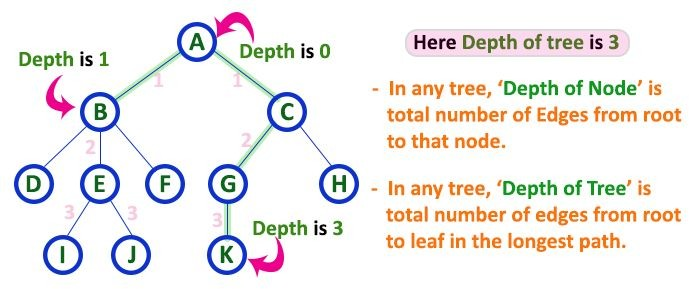 A
Depth is 0
Here Depth of tree is 3
Depth is 1
1
1
- In any tree, ‘Depth of Node’ is
total number of Edges from root
to that node.
B
C
2
2
D
E
F
G
H
- In any tree, ‘Depth of Tree’ is
total number of edges from root
to leaf in the longest path.
3
3
3
Depth is 3
I
J
K